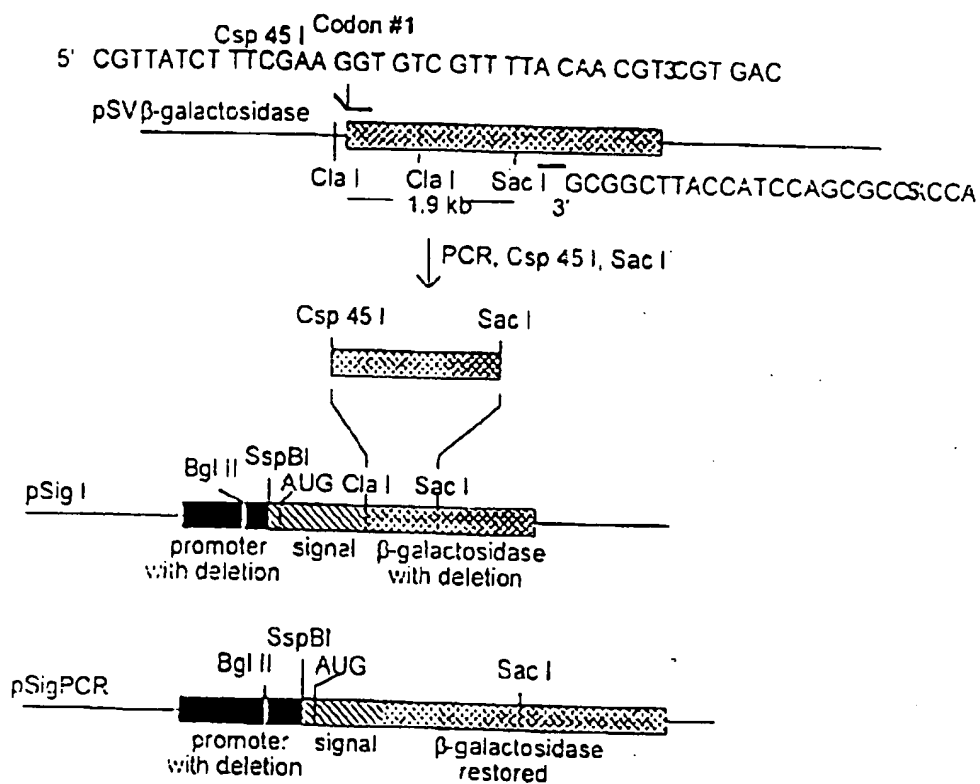 Csp 45 I Codon #1
5' CGTTATCT TTCGAA GGT GTC GTT TTA CAA CGT CGT GAC
pSVβ-galactosidase
Cla I Cla I Sac I GCGGCTTACCATCCAGCGCC CCA
1.9 kb 3'
PCR, Csp 45 I, Sac I
Csp 45 I Sac I
SspBI
Bgl II AUG Cla I Sac I
pSig I
promoter signal β-galactosidase
with deletion with deletion
SspBI
Bgl II AUG Sac I
pSigPCR
promoter signal β-galactosidase
with deletion restored